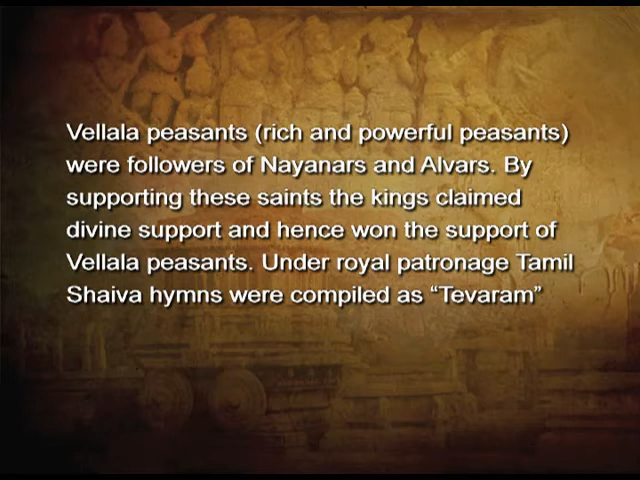 Vellala peasants (rich and powerful peasants)
were followers of Nayanars and Alvars. By
supporting these saints the kings claimed
divine support and hence won the support of
Vellala peasants. Under royal patronage Tamil
Shaiva hymns were compiled as “Tevaram”